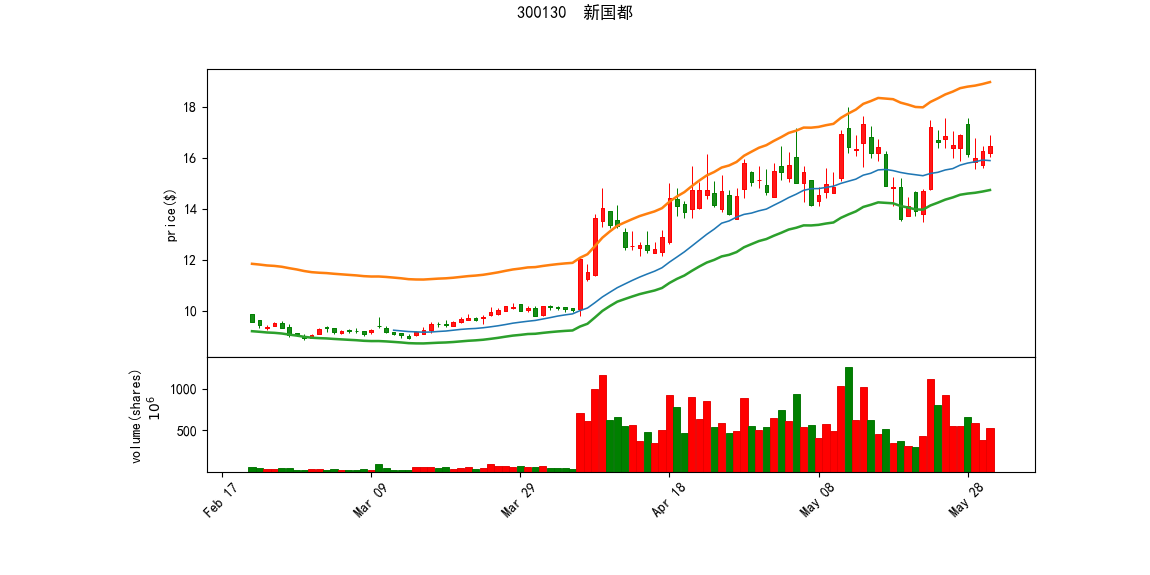 300130  新国都
price($)
18
16
14
12
10
volume(shares)
10^6
1000
500
Feb 17
Mar 09
Mar 29
Apr 18
May 08
May 28